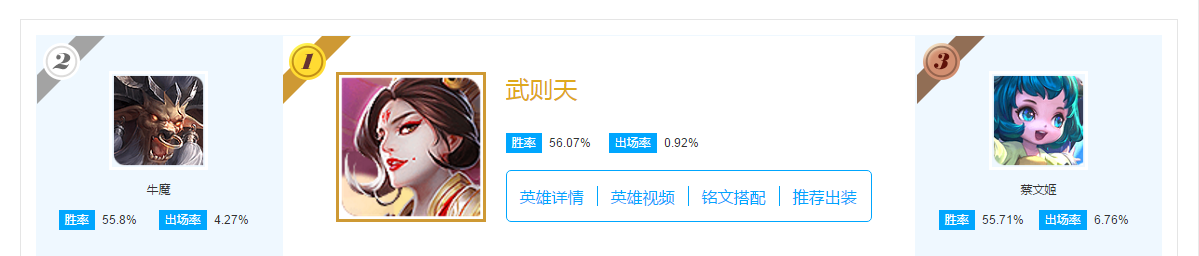 2
牛魔
胜率 55.8% 出场率 4.27%
1
武则天
胜率 56.07% 出场率 0.92%
英雄详情 英雄视频 铭文搭配 推荐出装
3
蔡文姬
胜率 55.71% 出场率 6.76%